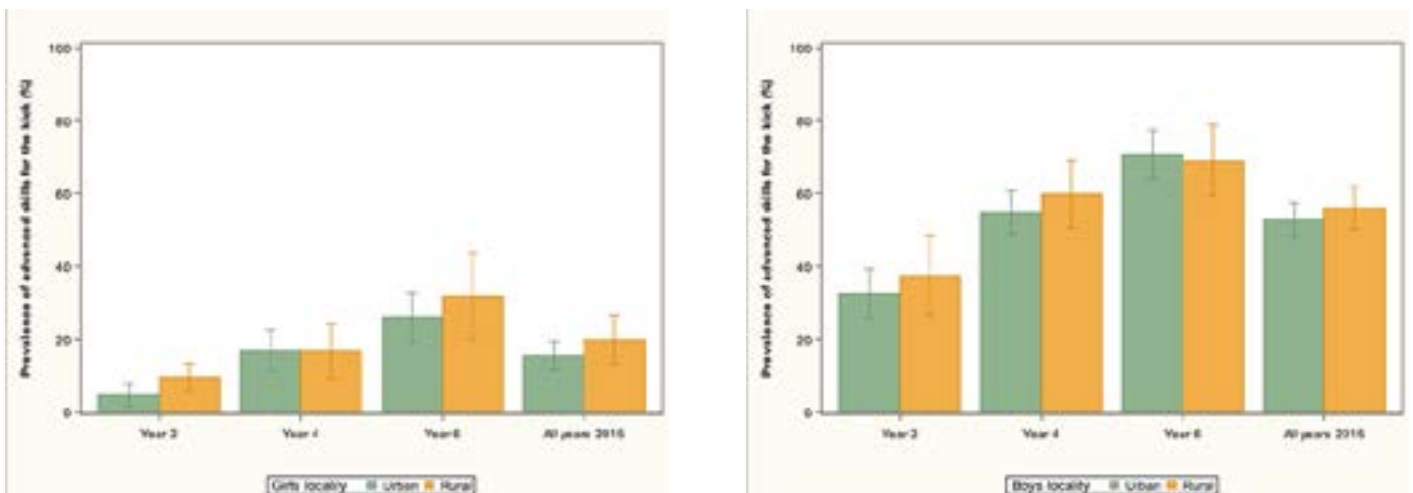 Prevalence of advanced skills for the kick (%)
100
80
60
40
20
0
Year 2
Year 4
Year 6
All years 2015
Girls locality
Urban
Rural
Prevalence of advanced skills for the kick (%)
100
80
60
40
20
0
Year 2
Year 4
Year 6
All years 2015
Boys locality
Urban
Rural